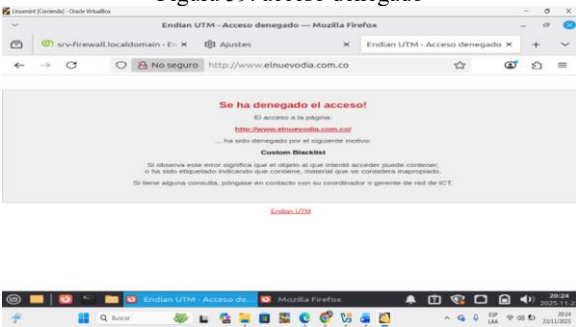 Figura 39: acceso denegado
Linuxmint [Corriendo] - Oracle VirtualBox
Endian UTM - Acceso denegado — Mozilla Firefox
srv-firewall.localdomain - En
Ajustes
Endian UTM - Acceso denegado
No seguro
http://www.elnuevodia.com.co
Se ha denegado el acceso!
El acceso a la página:
http://www.elnuevodia.com.co/
... ha sido denegado por el siguiente motivo:
Custom Blacklist
Si observa este error significa que el objeto al que intentó acceder puede contener,
o ha sido etiquetado indicando que contiene, material que se considera inapropiado.
Si tiene alguna consulta, póngase en contacto con su coordinador o gerente de red de ICT.
Endian UTM
Endian UTM - Acceso de...
Mozilla Firefox
20:24
2025-11-2
Buscar
ESP
LAA
20:24
23/11/2025